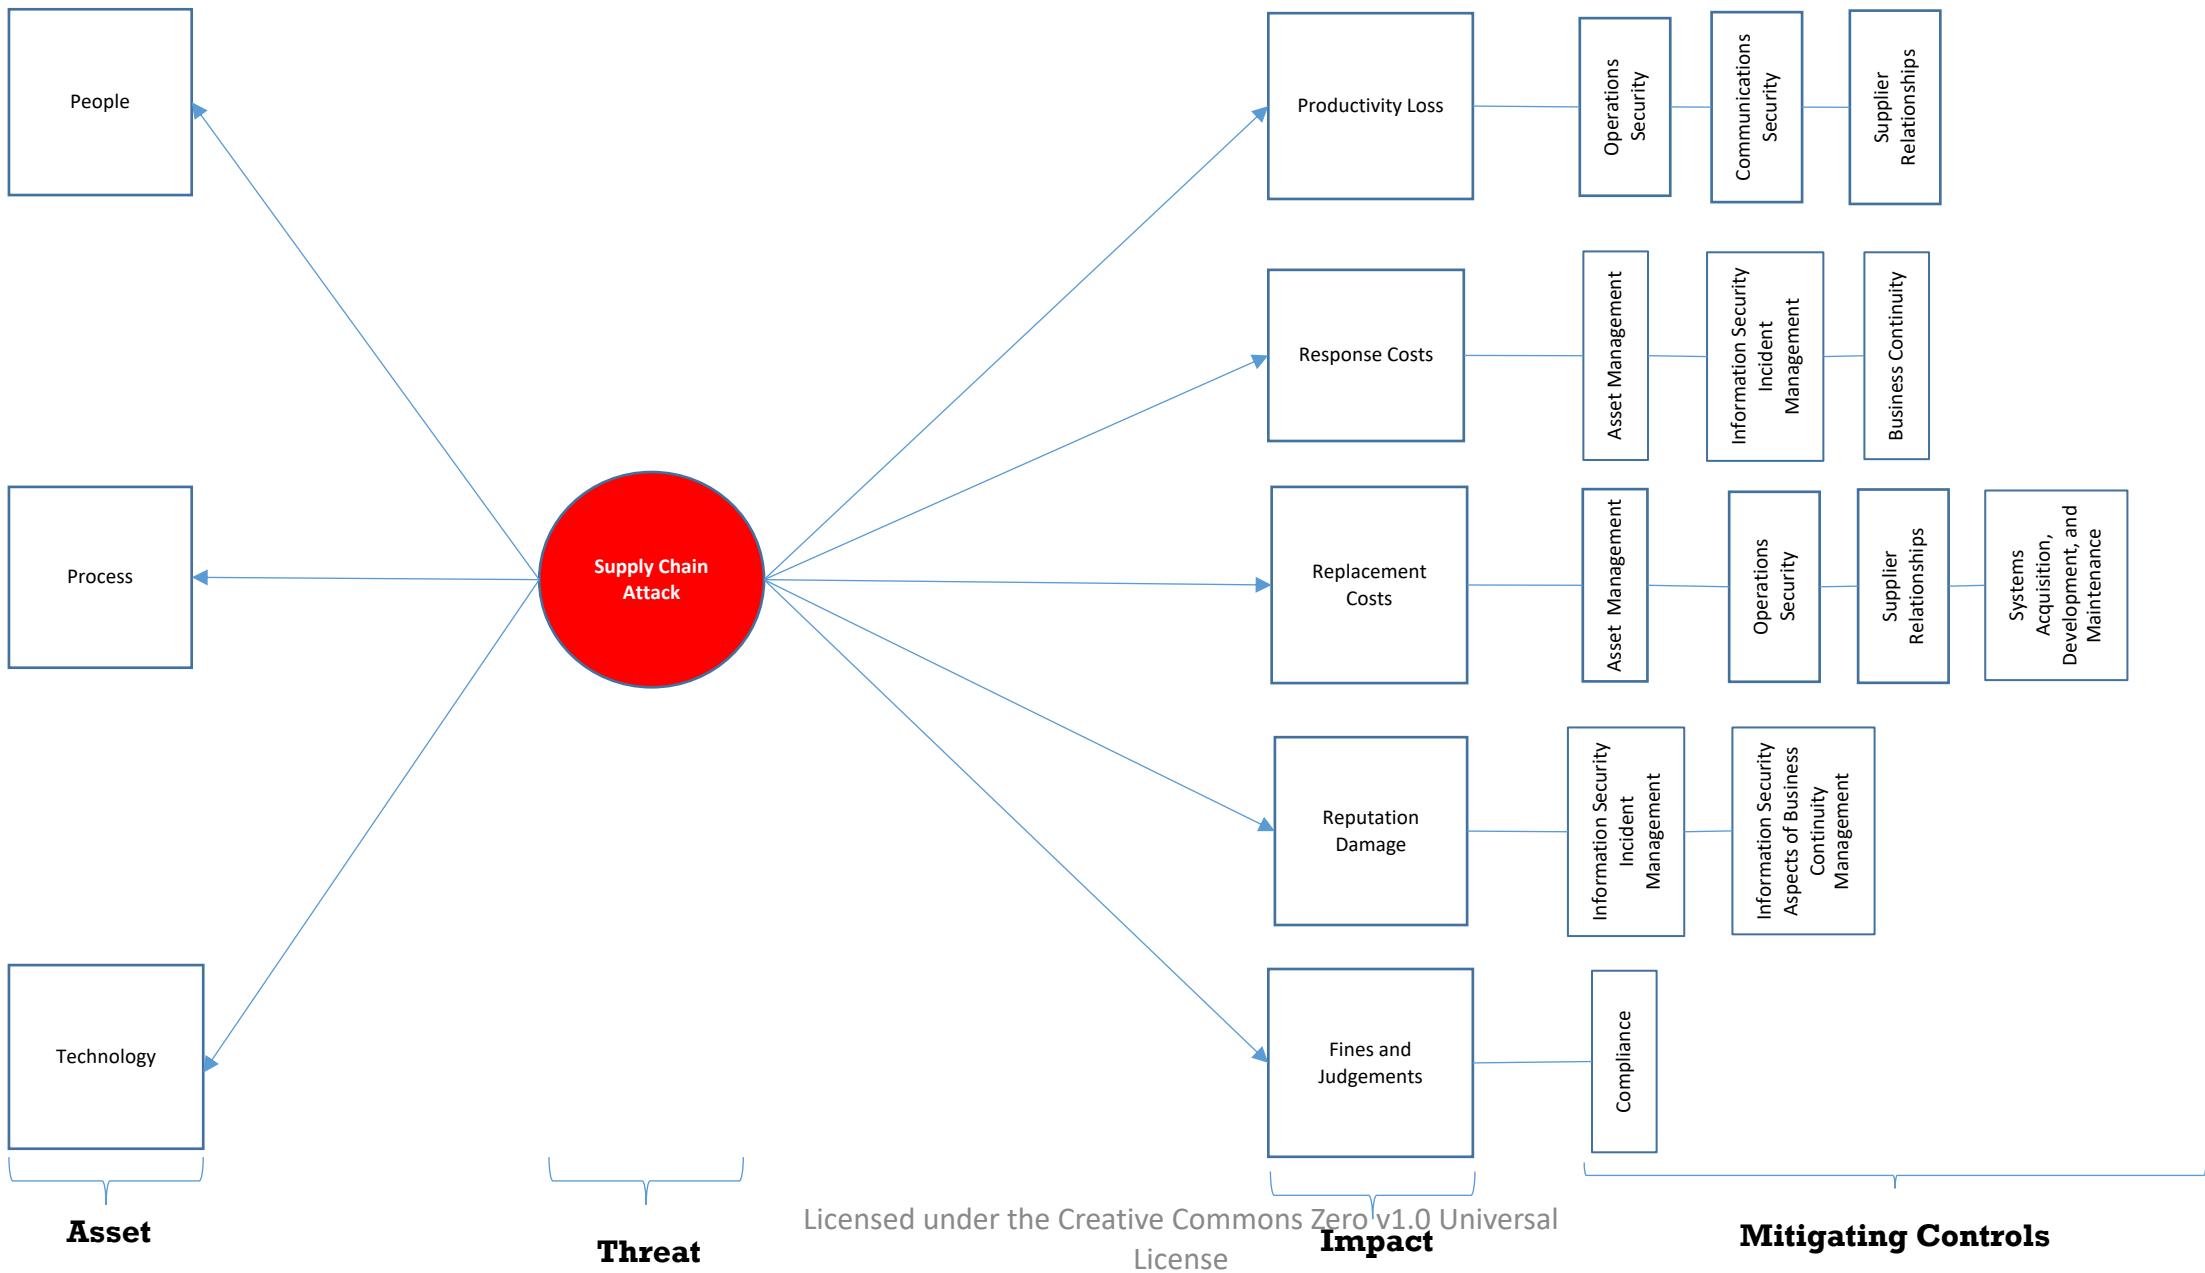 People
Process
Technology
Supply Chain
Attack
Productivity Loss
Operations
Security
Communications
Security
Supplier
Relationships
Response Costs
Asset Management
Information Security
Incident
Management
Business Continuity
Replacement
Costs
Asset Management
Operations
Security
Supplier
Relationships
Systems
Acquisition,
Development, and
Maintenance
Reputation
Damage
Information Security
Incident
Management
Information Security
Aspects of Business
Continuity
Management
Fines and
Judgements
Compliance
Asset
Threat
Impact
Mitigating Controls
Licensed under the Creative Commons Zero v1.0 Universal
License